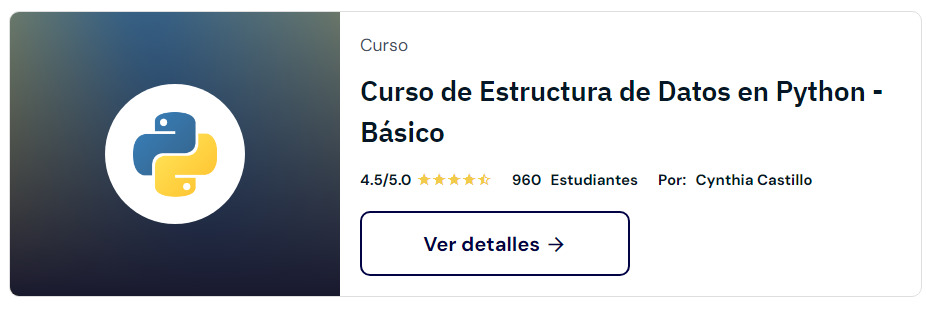 Curso
Curso de Estructura de Datos en Python -
Básico
4.5/5.0 960 Estudiantes Por: Cynthia Castillo
Ver detalles →